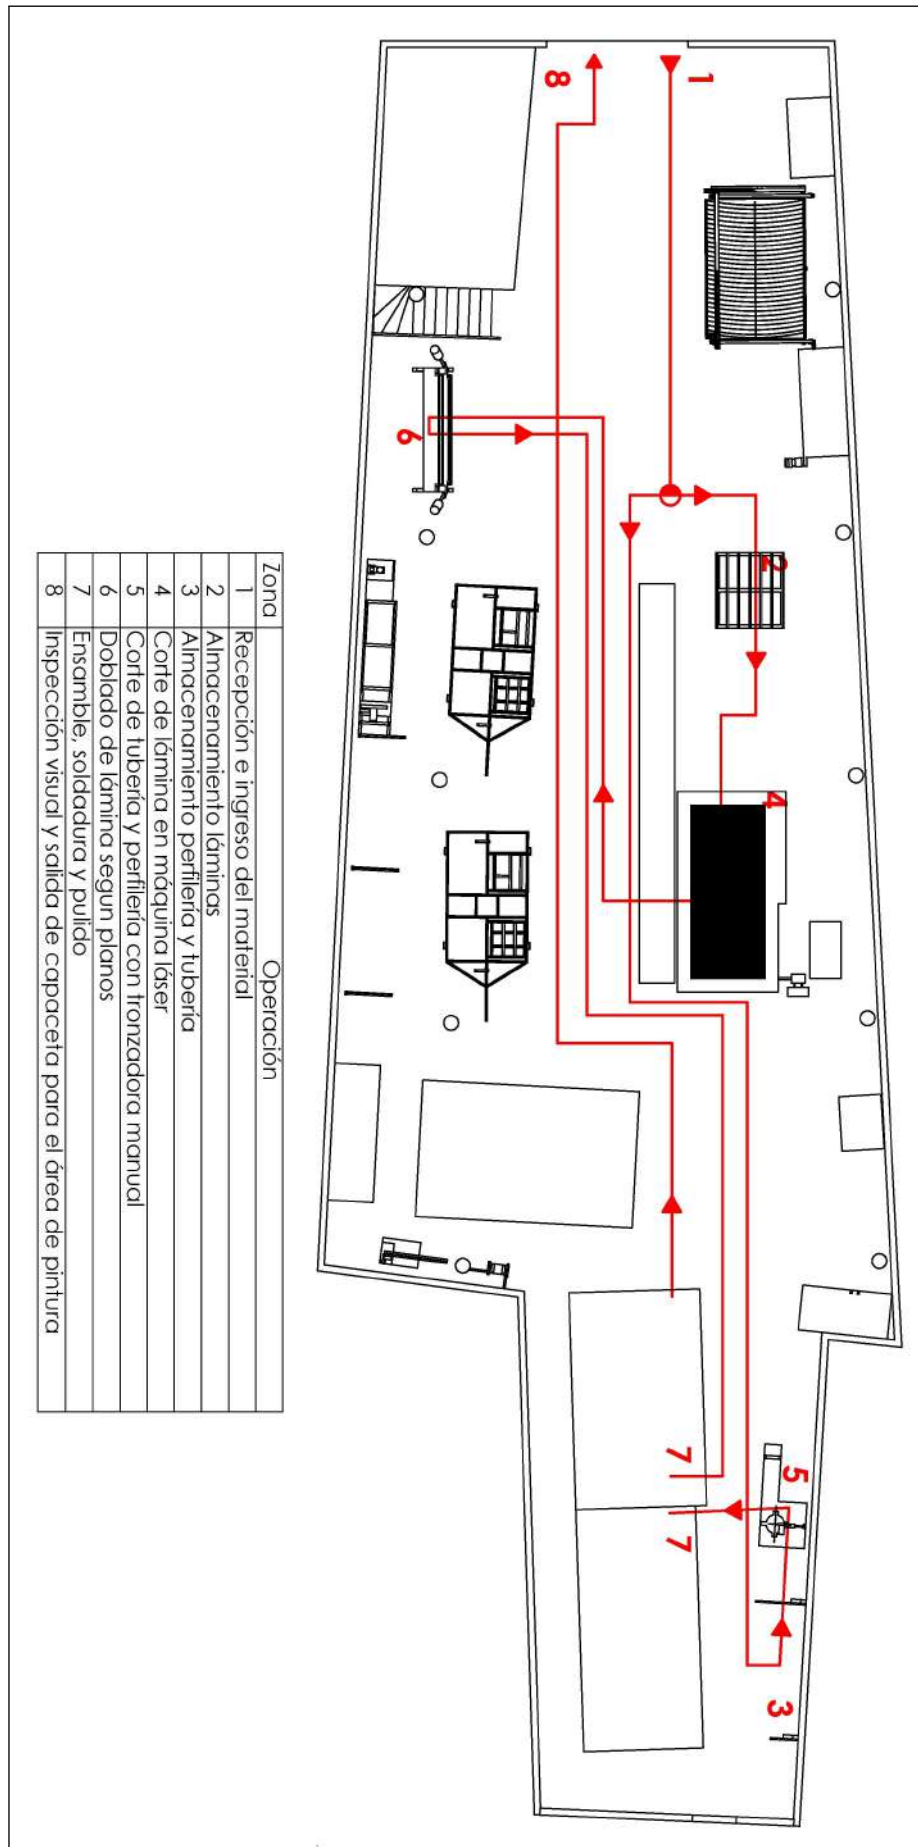 1
8
2
6
4
7
5
7
3
Zona Operación
1 Recepción e ingreso del material
2 Almacenamiento láminas
3 Almacenamiento perfilería y tubería
4 Corte de lámina en máquina láser
5 Corte de tubería y perfilería con tronzadora manual
6 Doblado de lámina segun planos
7 Ensamble, soldadura y pulido
8 Inspección visual y salida de capaceta para el área de pintura